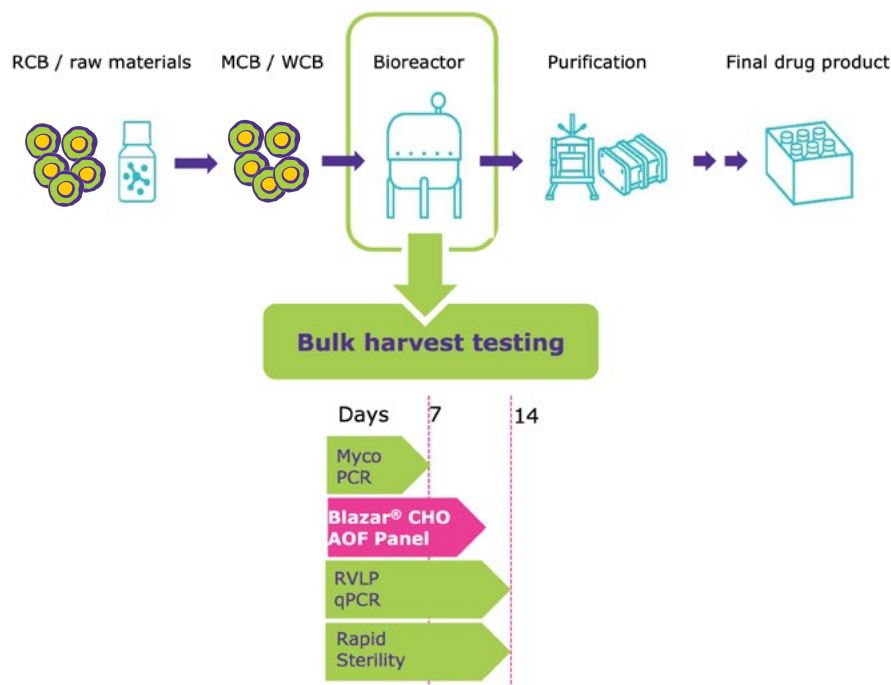 RCB / raw materials
MCB / WCB
Bioreactor
Purification
Final drug product
Bulk harvest testing
Days
7
14
Myco
PCR
Blazar® CHO
AOF Panel
RVLP
qPCR
Rapid
Sterility